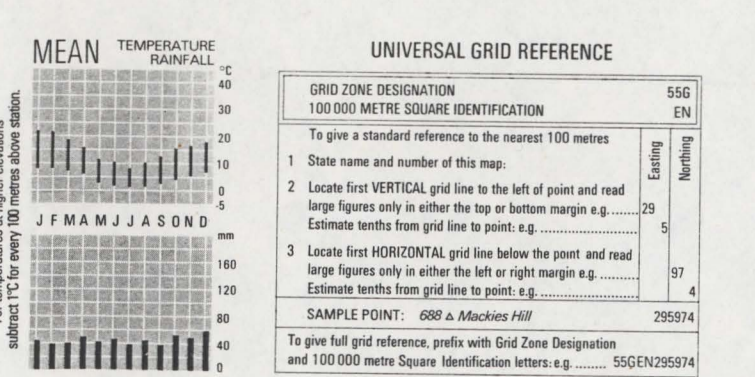 MEAN TEMPERATURE
RAINFALL
°C
40
30
20
10
0
-5
J F M A M J J A S O N D
mm
160
120
80
40
0
subtract 1°C for every 100 metres above station.
UNIVERSAL GRID REFERENCE
GRID ZONE DESIGNATION 55G
100 000 METRE SQUARE IDENTIFICATION EN
To give a standard reference to the nearest 100 metres
Easting
Northing
1 State name and number of this map:
2 Locate first VERTICAL grid line to the left of point and read
large figures only in either the top or bottom margin e.g....... 29
Estimate tenths from grid line to point: e.g. ........................ 5
3 Locate first HORIZONTAL grid line below the point and read
large figures only in either the left or right margin e.g. .......... 97
Estimate tenths from grid line to point: e.g......................... 4
SAMPLE POINT: 688 △ Mackies Hill 295974
To give full grid reference, prefix with Grid Zone Designation
and 100 000 metre Square Identification letters: e.g. ........ 55GEN295974